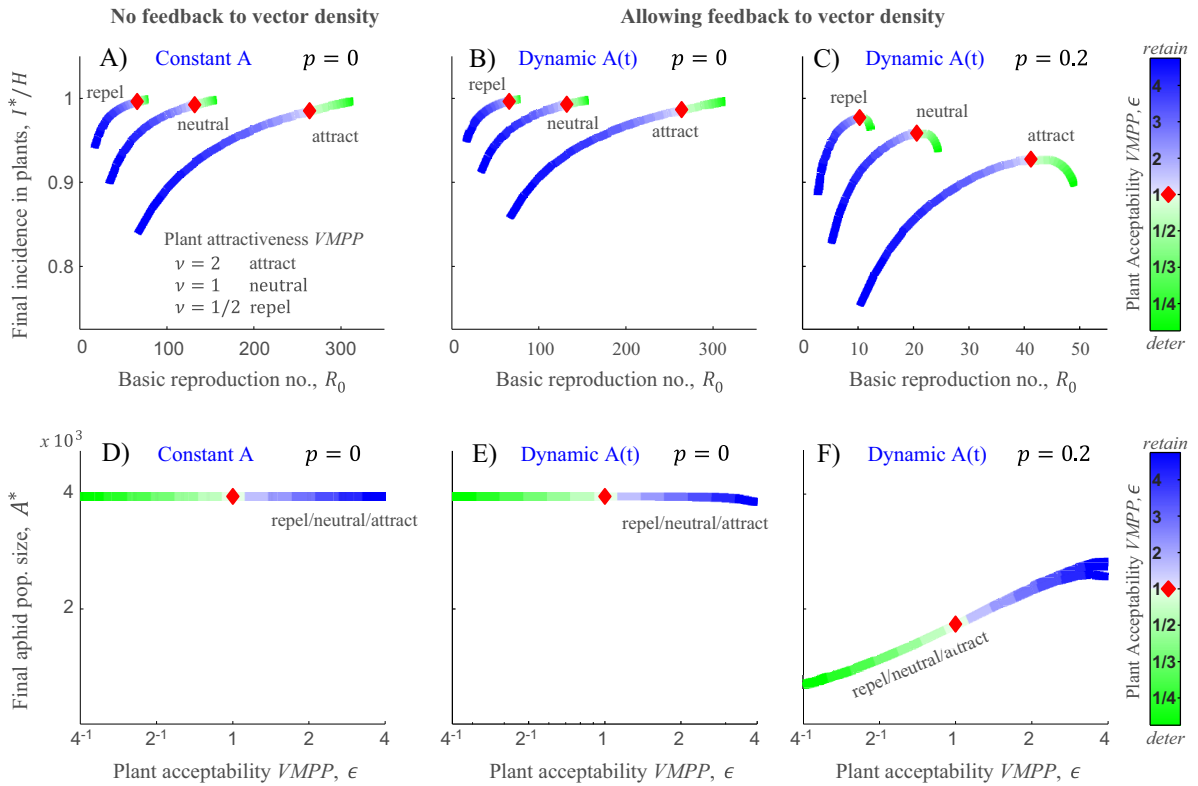 No feedback to vector density
Allowing feedback to vector density
A) Constant A p = 0
Final incidence in plants, I*/H
1
0.9
0.8
repel
neutral
attract
Plant attractiveness VMPP
ν = 2 attract
ν = 1 neutral
ν = 1/2 repel
0 100 200 300
Basic reproduction no., R₀
B) Dynamic A(t) p = 0
repel
neutral
attract
0 100 200 300
Basic reproduction no., R₀
C) Dynamic A(t) p = 0.2
repel
neutral
attract
0 10 20 30 40 50
Basic reproduction no., R₀
Plant Acceptability VMPP, ϵ
retain
4
3
2
1
1/2
1/3
1/4
deter
D) Constant A p = 0
x 10³
Final aphid pop. size, A*
4
2
repel/neutral/attract
4⁻¹ 2⁻¹ 1 2 4
Plant acceptability VMPP, ϵ
E) Dynamic A(t) p = 0
repel/neutral/attract
4⁻¹ 2⁻¹ 1 2 4
Plant acceptability VMPP, ϵ
F) Dynamic A(t) p = 0.2
repel/neutral/attract
4⁻¹ 2⁻¹ 1 2 4
Plant acceptability VMPP, ϵ
Plant Acceptability VMPP, ϵ
retain
4
3
2
1
1/2
1/3
1/4
deter